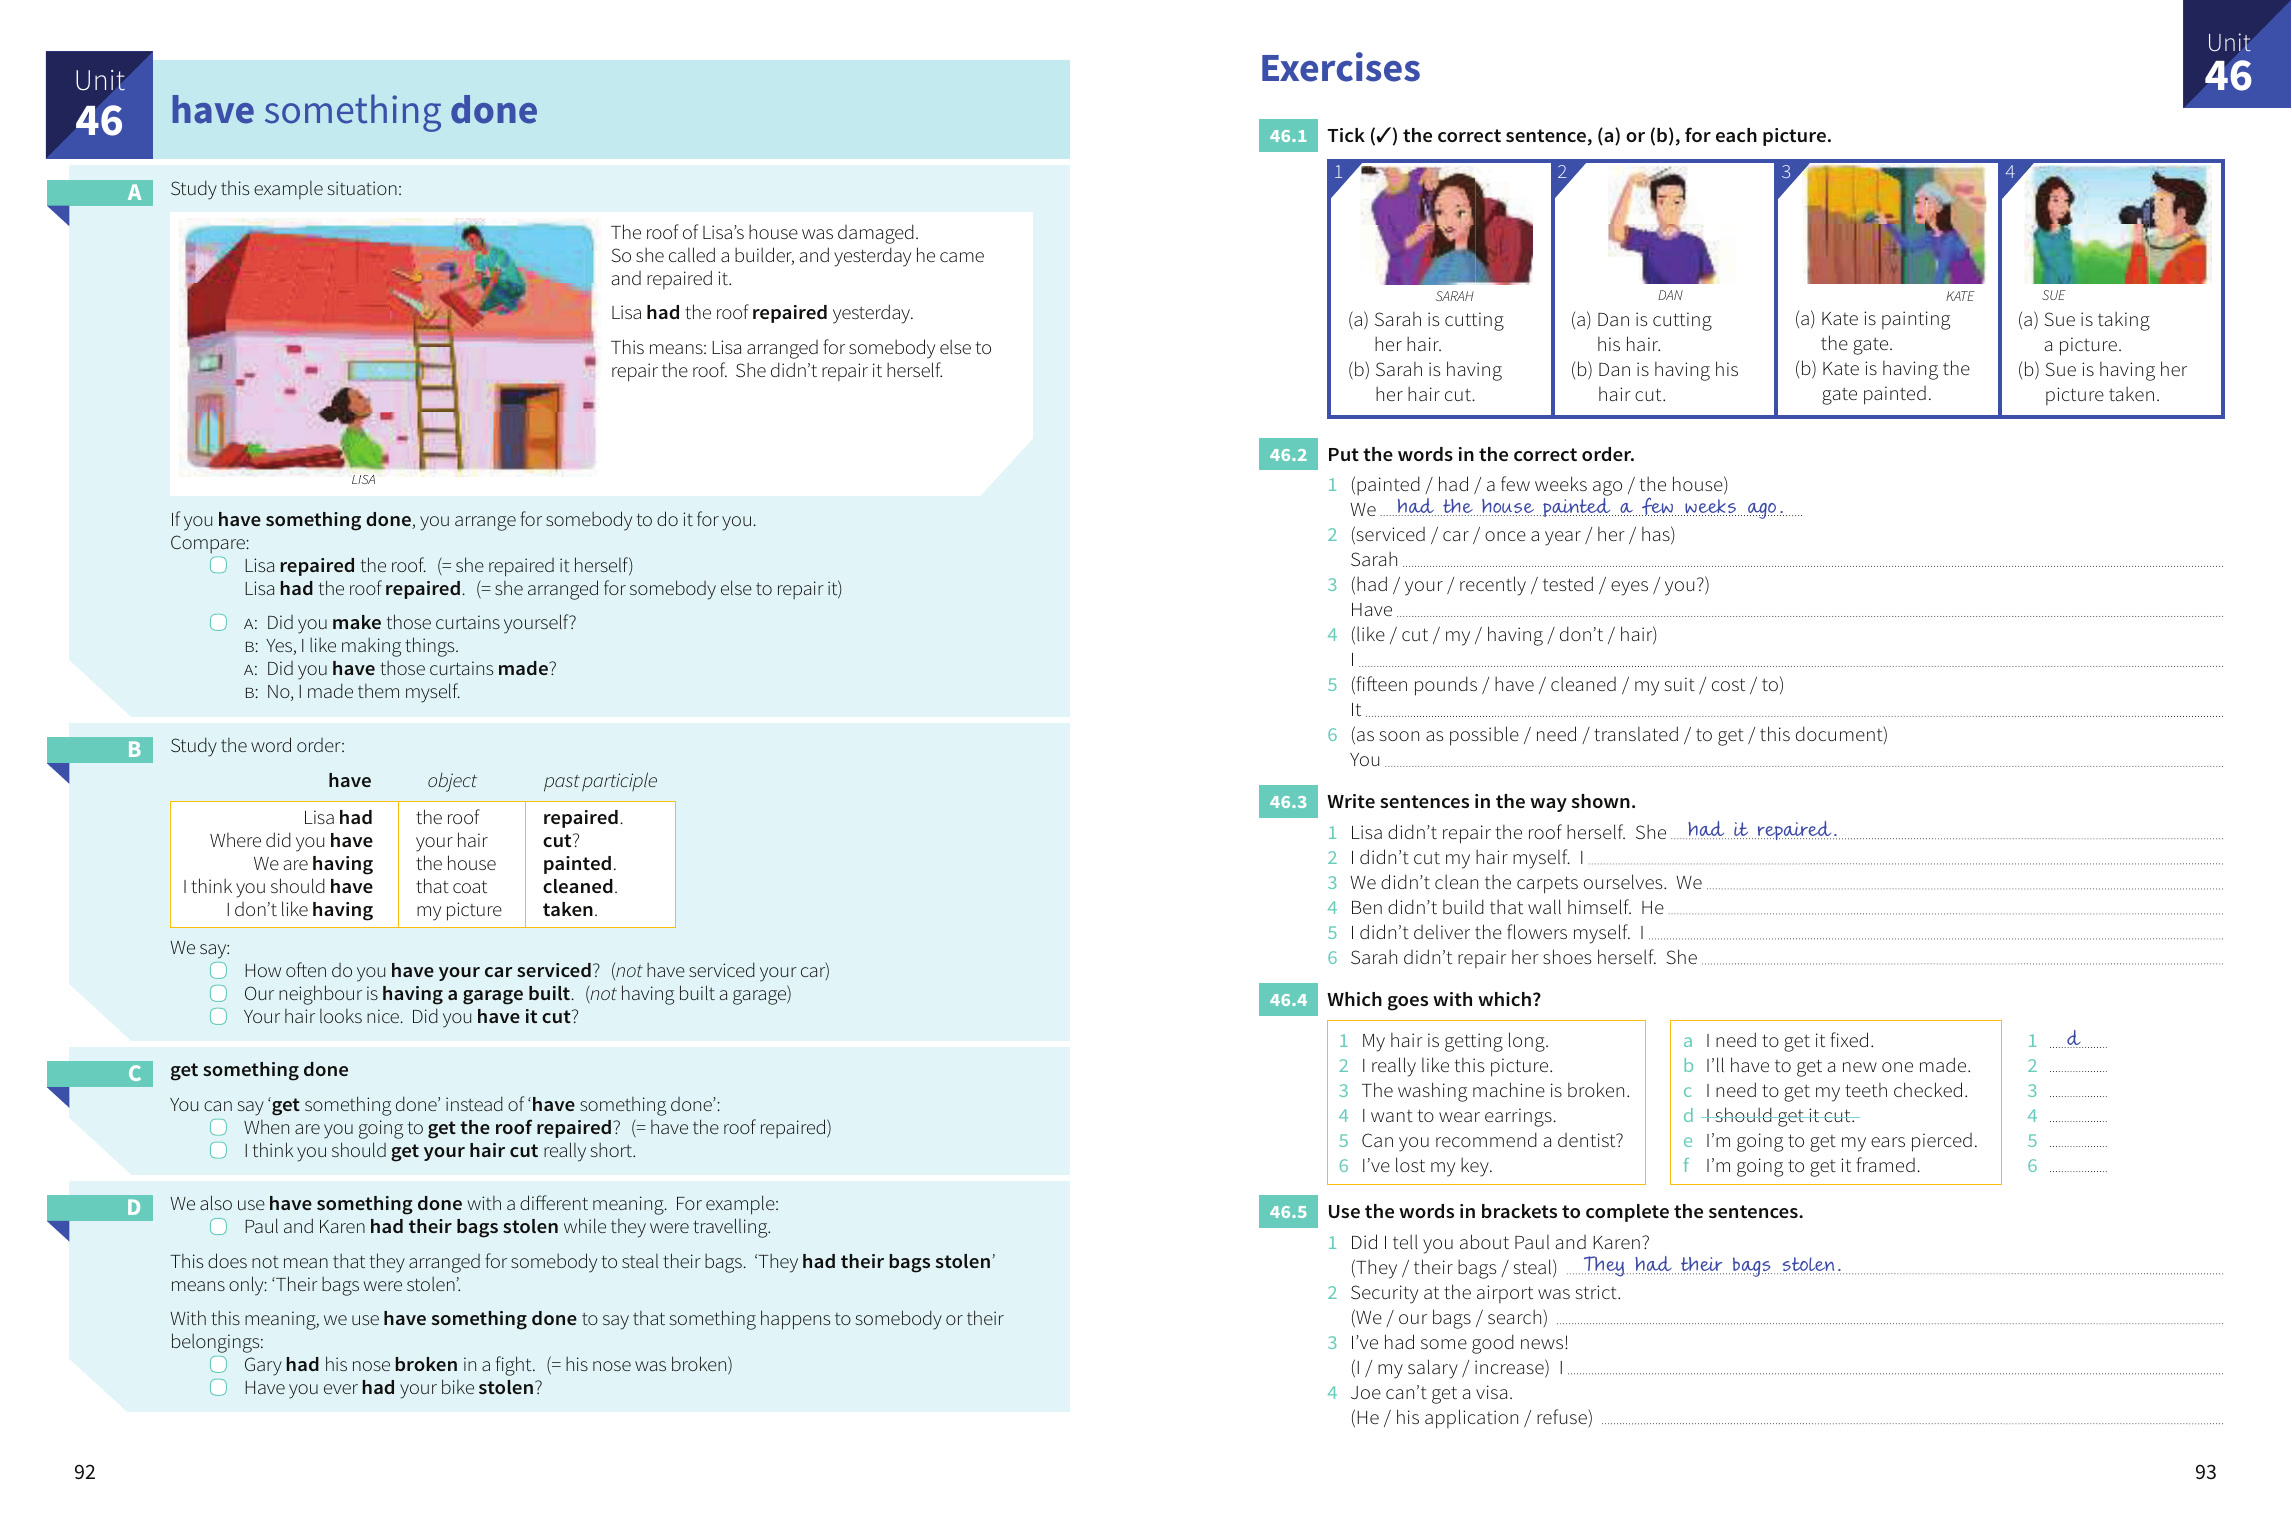 Unit
46
have something done
A
Study this example situation:
The roof of Lisa's house was damaged.
So she called a builder, and yesterday he came
and repaired it.
Lisa had the roof repaired yesterday.
This means: Lisa arranged for somebody else to
repair the roof. She didn't repair it herself.
LISA
If you have something done, you arrange for somebody to do it for you.
Compare:
Lisa repaired the roof. (= she repaired it herself)
Lisa had the roof repaired. (= she arranged for somebody else to repair it)
A: Did you make those curtains yourself?
B: Yes, I like making things.
A: Did you have those curtains made?
B: No, I made them myself.
B
Study the word order:
have object past participle
Lisa had the roof repaired.
Where did you have your hair cut?
We are having the house painted.
I think you should have that coat cleaned.
I don't like having my picture taken.
We say:
How often do you have your car serviced? (not have serviced your car)
Our neighbour is having a garage built. (not having built a garage)
Your hair looks nice. Did you have it cut?
C
get something done
You can say 'get something done' instead of 'have something done':
When are you going to get the roof repaired? (= have the roof repaired)
I think you should get your hair cut really short.
D
We also use have something done with a different meaning. For example:
Paul and Karen had their bags stolen while they were travelling.
This does not mean that they arranged for somebody to steal their bags. 'They had their bags stolen'
means only: 'Their bags were stolen'.
With this meaning, we use have something done to say that something happens to somebody or their
belongings:
Gary had his nose broken in a fight. (= his nose was broken)
Have you ever had your bike stolen?
92
Exercises
Unit
46
46.1 Tick (✓) the correct sentence, (a) or (b), for each picture.
1
SARAH
(a) Sarah is cutting
her hair.
(b) Sarah is having
her hair cut.
2
DAN
(a) Dan is cutting
his hair.
(b) Dan is having his
hair cut.
3
KATE
(a) Kate is painting
the gate.
(b) Kate is having the
gate painted.
4
SUE
(a) Sue is taking
a picture.
(b) Sue is having her
picture taken.
46.2 Put the words in the correct order.
1 (painted / had / a few weeks ago / the house)
We had the house painted a few weeks ago.
2 (serviced / car / once a year / her / has)
Sarah
3 (had / your / recently / tested / eyes / you?)
Have
4 (like / cut / my / having / don't / hair)
I
5 (fifteen pounds / have / cleaned / my suit / cost / to)
It
6 (as soon as possible / need / translated / to get / this document)
You
46.3 Write sentences in the way shown.
1 Lisa didn't repair the roof herself. She had it repaired.
2 I didn't cut my hair myself. I
3 We didn't clean the carpets ourselves. We
4 Ben didn't build that wall himself. He
5 I didn't deliver the flowers myself. I
6 Sarah didn't repair her shoes herself. She
46.4 Which goes with which?
1 My hair is getting long.
2 I really like this picture.
3 The washing machine is broken.
4 I want to wear earrings.
5 Can you recommend a dentist?
6 I've lost my key.
a I need to get it fixed.
b I'll have to get a new one made.
c I need to get my teeth checked.
d I should get it cut.
e I'm going to get my ears pierced.
f I'm going to get it framed.
1 d
2
3
4
5
6
46.5 Use the words in brackets to complete the sentences.
1 Did I tell you about Paul and Karen?
(They / their bags / steal) They had their bags stolen.
2 Security at the airport was strict.
(We / our bags / search)
3 I've had some good news!
(I / my salary / increase) I
4 Joe can't get a visa.
(He / his application / refuse)
93